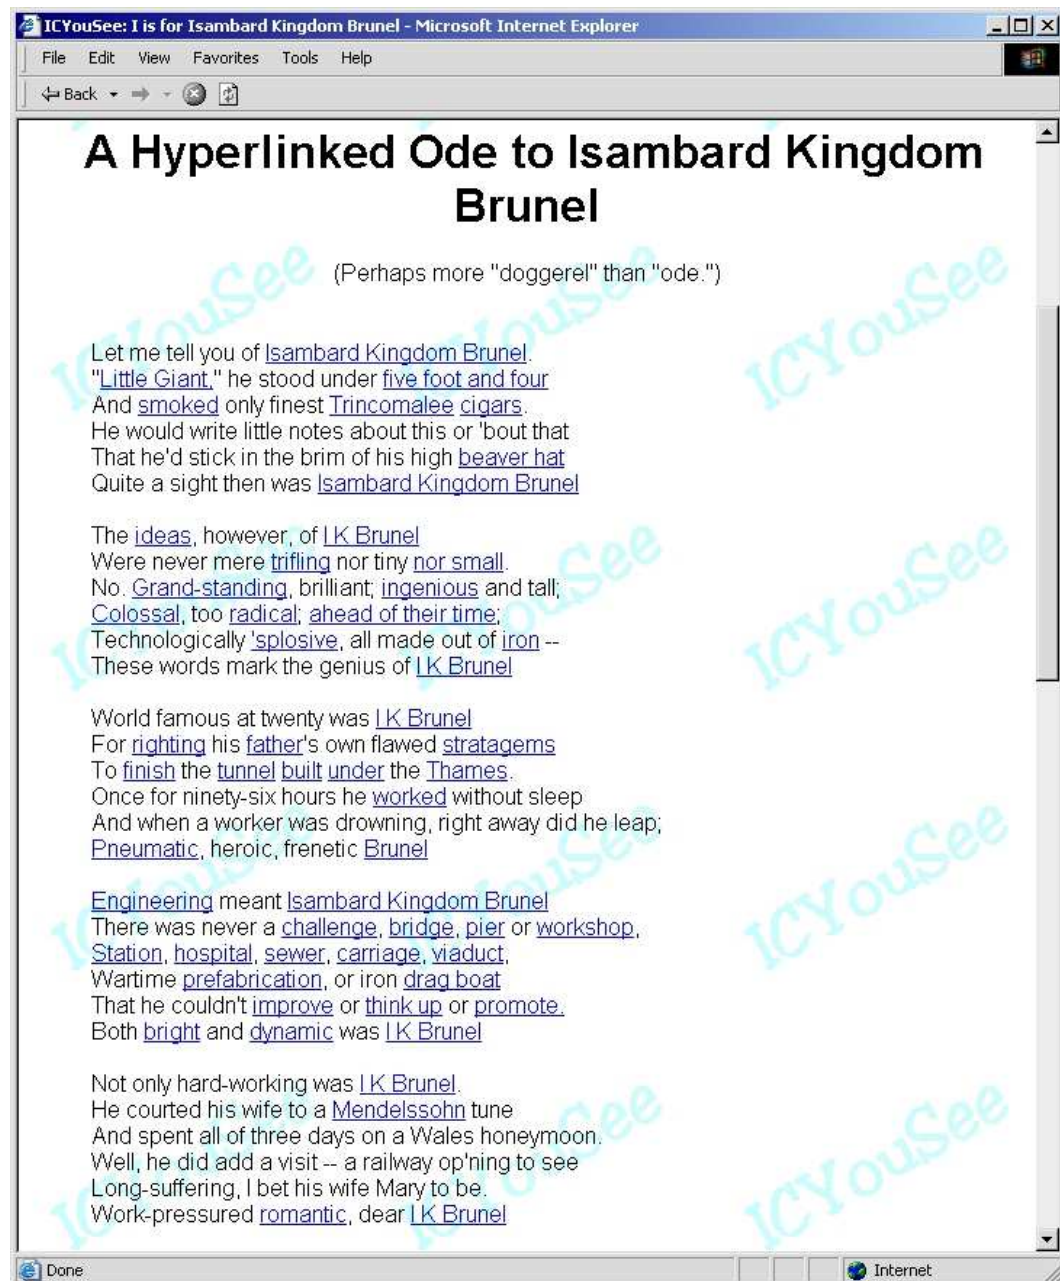 ICYouSee: I is for Isambard Kingdom Brunel - Microsoft Internet Explorer
File Edit View Favorites Tools Help
Back
A Hyperlinked Ode to Isambard Kingdom
Brunel
(Perhaps more "doggerel" than "ode.")
Let me tell you of Isambard Kingdom Brunel.
"Little Giant," he stood under five foot and four
And smoked only finest Trincomalee cigars.
He would write little notes about this or 'bout that
That he'd stick in the brim of his high beaver hat
Quite a sight then was Isambard Kingdom Brunel
The ideas, however, of I K Brunel
Were never mere trifling nor tiny nor small.
No. Grand-standing, brilliant; ingenious and tall;
Colossal, too radical; ahead of their time;
Technologically 'splosive, all made out of iron --
These words mark the genius of I K Brunel
World famous at twenty was I K Brunel
For righting his father's own flawed stratagems
To finish the tunnel built under the Thames.
Once for ninety-six hours he worked without sleep
And when a worker was drowning, right away did he leap;
Pneumatic, heroic, frenetic Brunel
Engineering meant Isambard Kingdom Brunel
There was never a challenge, bridge, pier or workshop,
Station, hospital, sewer, carriage, viaduct,
Wartime prefabrication, or iron drag boat
That he couldn't improve or think up or promote.
Both bright and dynamic was I K Brunel
Not only hard-working was I K Brunel.
He courted his wife to a Mendelssohn tune
And spent all of three days on a Wales honeymoon.
Well, he did add a visit -- a railway op'ning to see
Long-suffering, I bet his wife Mary to be.
Work-pressured romantic, dear I K Brunel
ICYouSee ICYouSee ICYouSee
ICYouSee ICYouSee ICYouSee
ICYouSee ICYouSee ICYouSee
ICYouSee ICYouSee ICYouSee
Done Internet